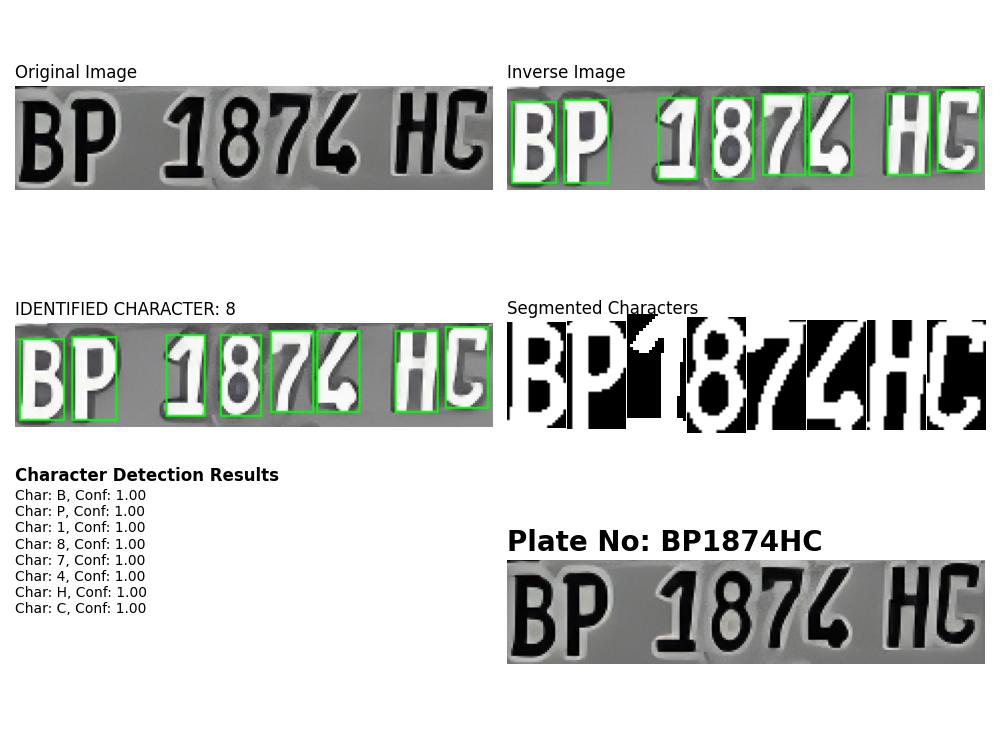 Original Image
BP 1874 HC
Inverse Image
BP 1874 HC
IDENTIFIED CHARACTER: 8
BP 1874 HC
Segmented Characters
BP1874HC
Character Detection Results
Char: B, Conf: 1.00
Char: P, Conf: 1.00
Char: 1, Conf: 1.00
Char: 8, Conf: 1.00
Char: 7, Conf: 1.00
Char: 4, Conf: 1.00
Char: H, Conf: 1.00
Char: C, Conf: 1.00
Plate No: BP1874HC
BP 1874 HC